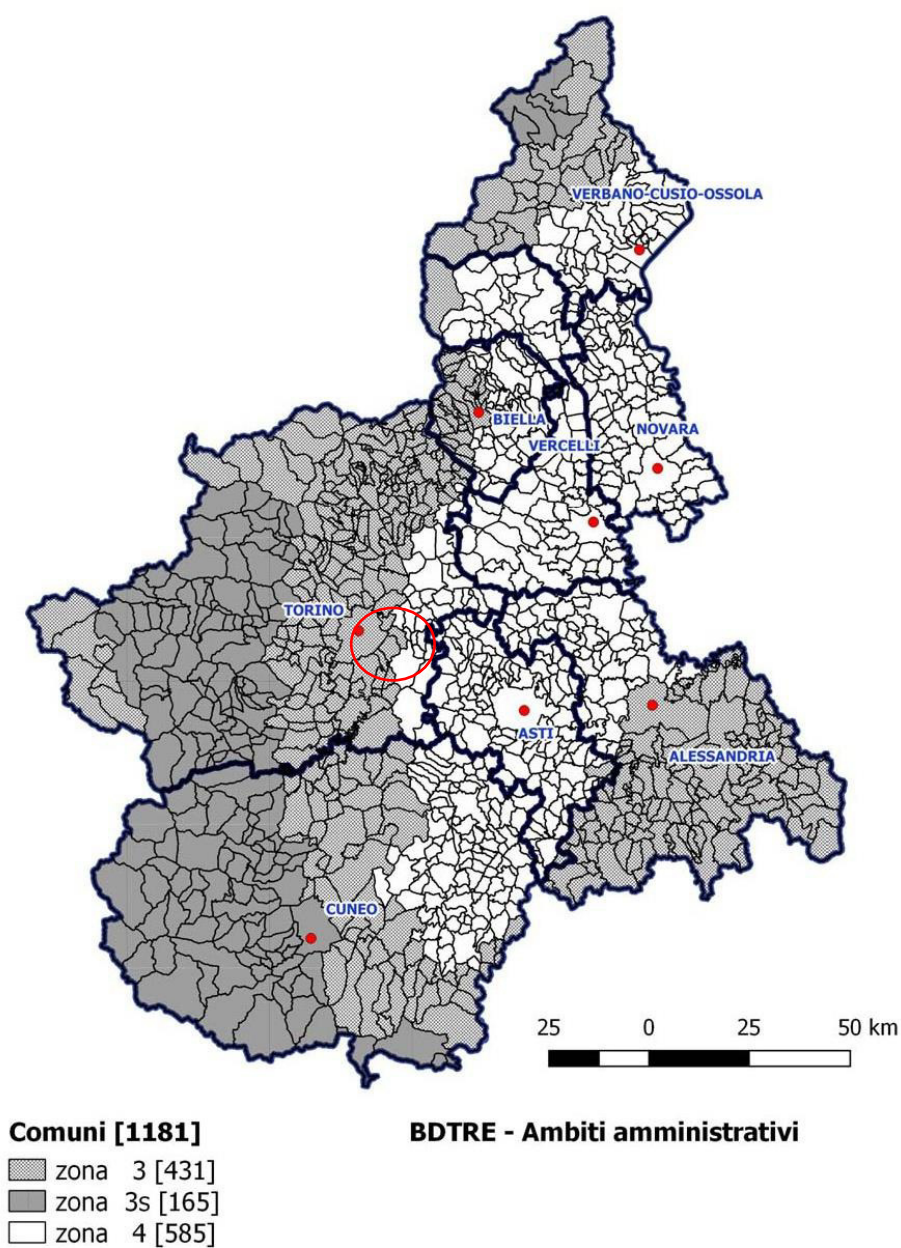 VERBANO-CUSIO-OSSOLA
BIELLA
VERCELLI
NOVARA
TORINO
ASTI
ALESSANDRIA
CUNEO
25 0 25 50 km
Comuni [1181]
BDTRE - Ambiti amministrativi
zona 3 [431]
zona 3s [165]
zona 4 [585]